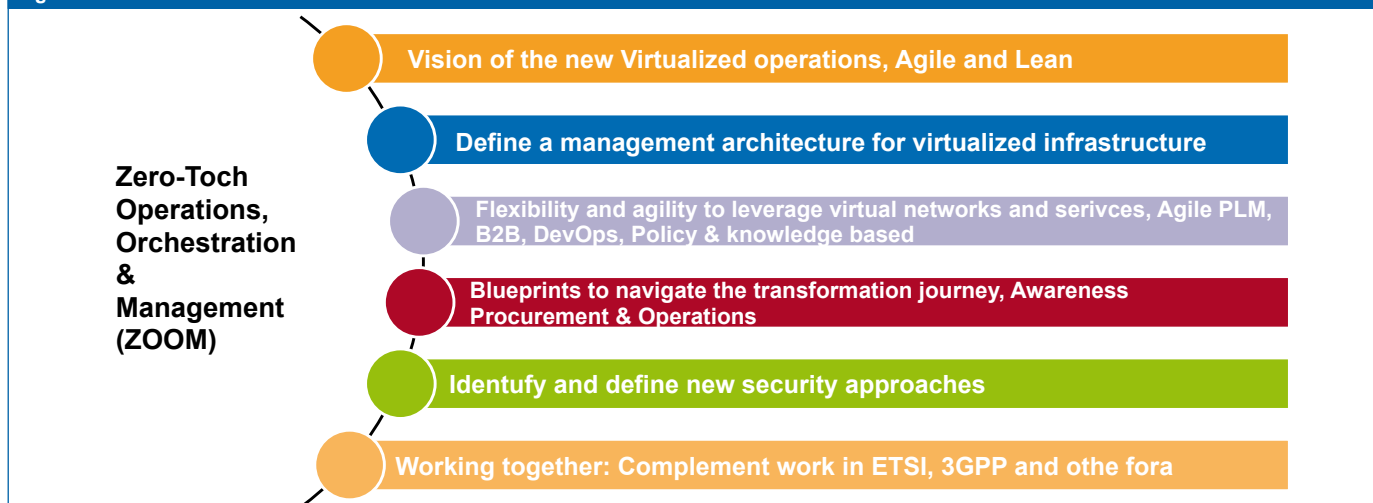 Vision of the new Virtualized operations, Agile and Lean
Define a management architecture for virtualized infrastructure
Zero-Toch
Operations,
Orchestration
&
Management
(ZOOM)
Flexibility and agility to leverage virtual networks and serivces, Agile PLM,
B2B, DevOps, Policy & knowledge based
Blueprints to navigate the transformation journey, Awareness
Procurement & Operations
Identufy and define new security approaches
Working together: Complement work in ETSI, 3GPP and othe fora